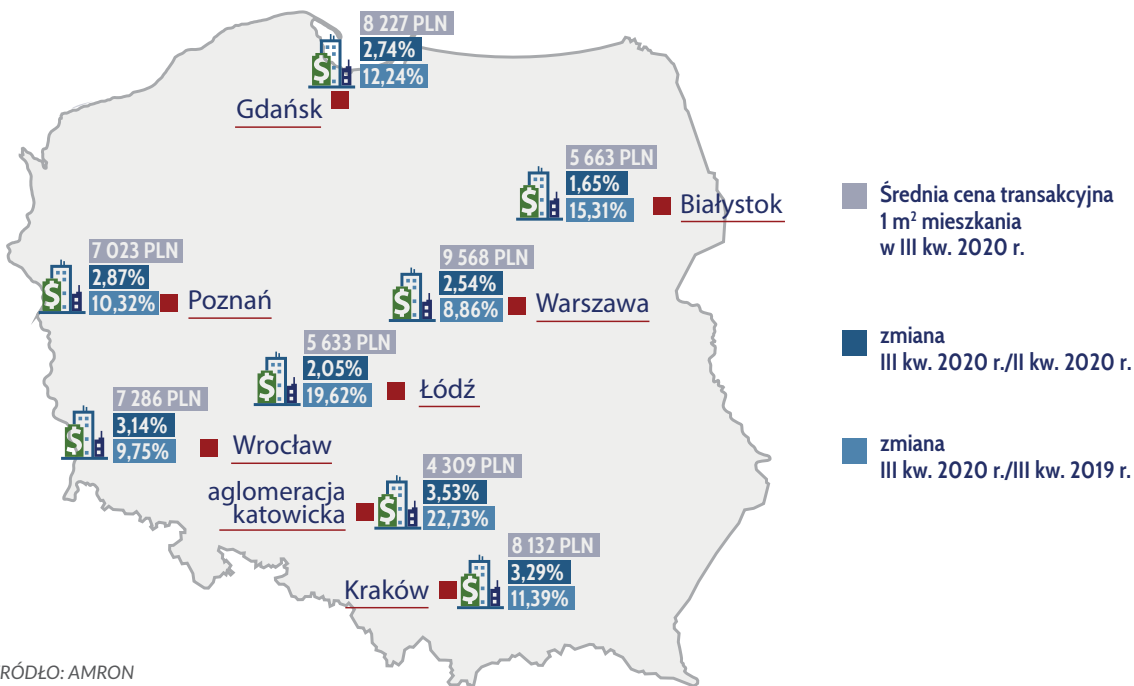 8 227 PLN
2,74%
12,24%
Gdańsk
5 663 PLN
1,65%
15,31%
Białystok
7 023 PLN
2,87%
10,32%
Poznań
9 568 PLN
2,54%
8,86%
Warszawa
5 633 PLN
2,05%
19,62%
Łódź
7 286 PLN
3,14%
9,75%
Wrocław
4 309 PLN
3,53%
22,73%
aglomeracja
katowicka
8 132 PLN
3,29%
11,39%
Kraków
Średnia cena transakcyjna
1 m² mieszkania
w III kw. 2020 r.
zmiana
III kw. 2020 r./II kw. 2020 r.
zmiana
III kw. 2020 r./III kw. 2019 r.
RÓDŁO: AMRON